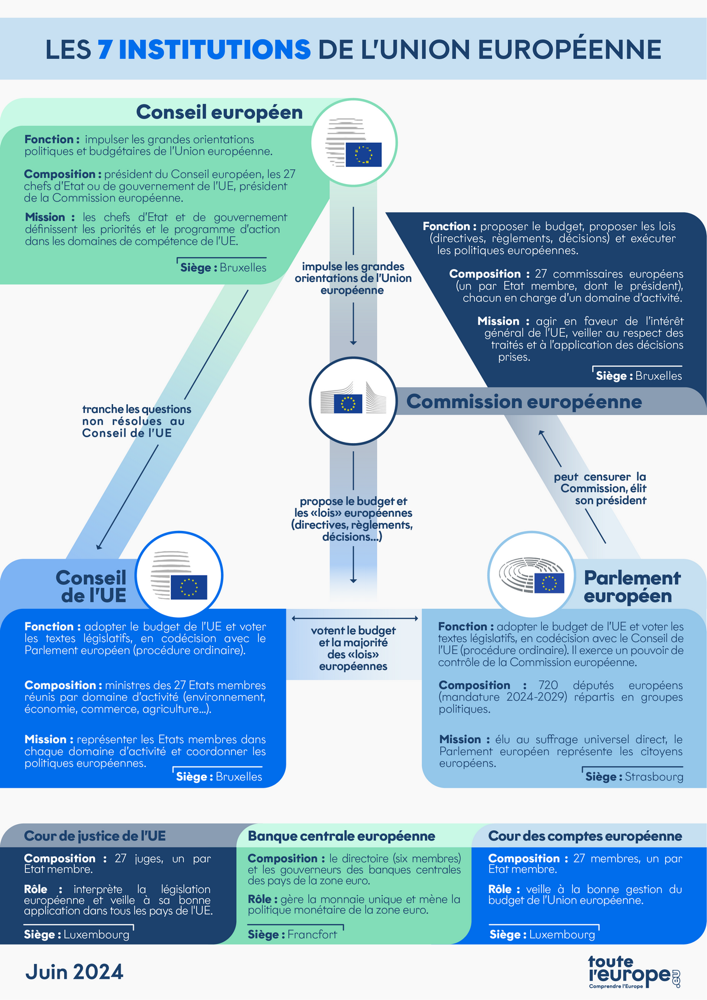 LES 7 INSTITUTIONS DE L'UNION EUROPÉENNE
Conseil européen
Fonction : impulser les grandes orientations
politiques et budgétaires de l'Union européenne.
Composition : président du Conseil européen, les 27
chefs d'Etat ou de gouvernement de l'UE, président
de la Commission européenne.
Mission : les chefs d'Etat et de gouvernement
définissent les priorités et le programme d'action
dans les domaines de compétence de l'UE.
Siège : Bruxelles
impulse les grandes
orientations de l'Union
européenne
Fonction : proposer le budget, proposer les lois
(directives, règlements, décisions) et exécuter
les politiques européennes.
Composition : 27 commissaires européens
(un par Etat membre, dont le président),
chacun en charge d'un domaine d'activité.
Mission : agir en faveur de l'intérêt
général de l'UE, veiller au respect des
traités et à l'application des décisions
prises.
Siège : Bruxelles
Commission européenne
tranche les questions
non résolues au
Conseil de l'UE
propose le budget et
les «lois» européennes
(directives, règlements,
décisions...)
peut censurer la
Commission, élit
son président
Conseil
de l'UE
Fonction : adopter le budget de l'UE et voter
les textes législatifs, en codécision avec le
Parlement européen (procédure ordinaire).
Composition : ministres des 27 Etats membres
réunis par domaine d'activité (environnement,
économie, commerce, agriculture...).
Mission : représenter les Etats membres dans
chaque domaine d'activité et coordonner les
politiques européennes.
Siège : Bruxelles
votent le budget
et la majorité
des «lois»
européennes
Parlement
européen
Fonction : adopter le budget de l'UE et voter les
textes législatifs, en codécision avec le Conseil de
l'UE (procédure ordinaire). Il exerce un pouvoir de
contrôle de la Commission européenne.
Composition : 720 députés européens
(mandature 2024-2029) répartis en groupes
politiques.
Mission : élu au suffrage universel direct, le
Parlement européen représente les citoyens
européens.
Siège : Strasbourg
Cour de justice de l'UE
Composition : 27 juges, un par
Etat membre.
Rôle : interprète la législation
européenne et veille à sa bonne
application dans tous les pays de l'UE.
Siège : Luxembourg
Banque centrale européenne
Composition : le directoire (six membres)
et les gouverneurs des banques centrales
des pays de la zone euro.
Rôle : gère la monnaie unique et mène la
politique monétaire de la zone euro.
Siège : Francfort
Cour des comptes européenne
Composition : 27 membres, un par
Etat membre.
Rôle : veille à la bonne gestion du
budget de l'Union européenne.
Siège : Luxembourg
Juin 2024
toute
l'europe.eu
Comprendre l'Europe